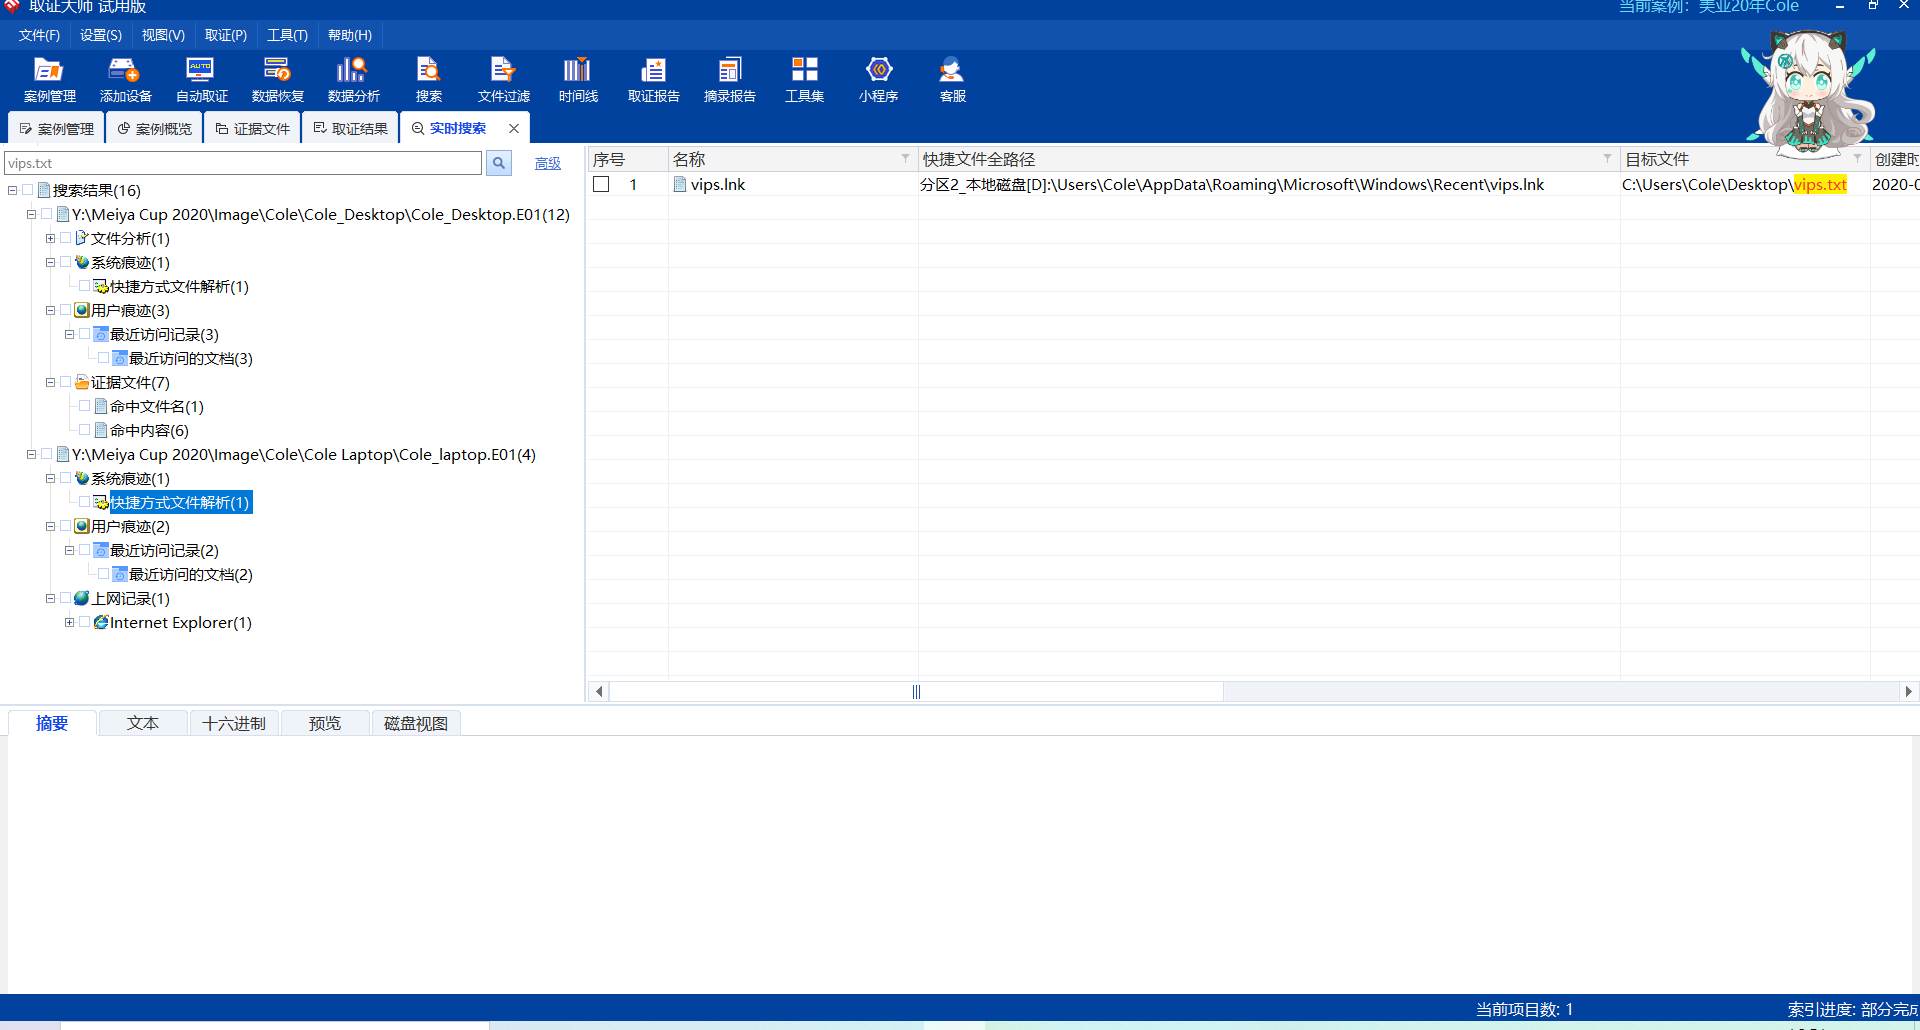 取证大师 试用版
当前案例：美亚20年Cole
文件(F) 设置(S) 视图(V) 取证(P) 工具(T) 帮助(H)
AUTO
案例管理 添加设备 自动取证 数据恢复 数据分析 搜索 文件过滤 时间线 取证报告 摘录报告 工具集 小程序 客服
案例管理 案例概览 证据文件 取证结果 实时搜索
vips.txt
高级
搜索结果(16)
Y:\Meiya Cup 2020\Image\Cole\Cole_Desktop\Cole_Desktop.E01(12)
文件分析(1)
系统痕迹(1)
快捷方式文件解析(1)
用户痕迹(3)
最近访问记录(3)
最近访问的文档(3)
证据文件(7)
命中文件名(1)
命中内容(6)
Y:\Meiya Cup 2020\Image\Cole\Cole Laptop\Cole_laptop.E01(4)
系统痕迹(1)
快捷方式文件解析(1)
用户痕迹(2)
最近访问记录(2)
最近访问的文档(2)
上网记录(1)
Internet Explorer(1)
序号 名称 快捷文件全路径 目标文件 创建时
1 vips.lnk 分区2_本地磁盘[D]:\Users\Cole\AppData\Roaming\Microsoft\Windows\Recent\vips.lnk C:\Users\Cole\Desktop\vips.txt 2020-0
摘要 文本 十六进制 预览 磁盘视图
当前项目数: 1
索引进度: 部分完成